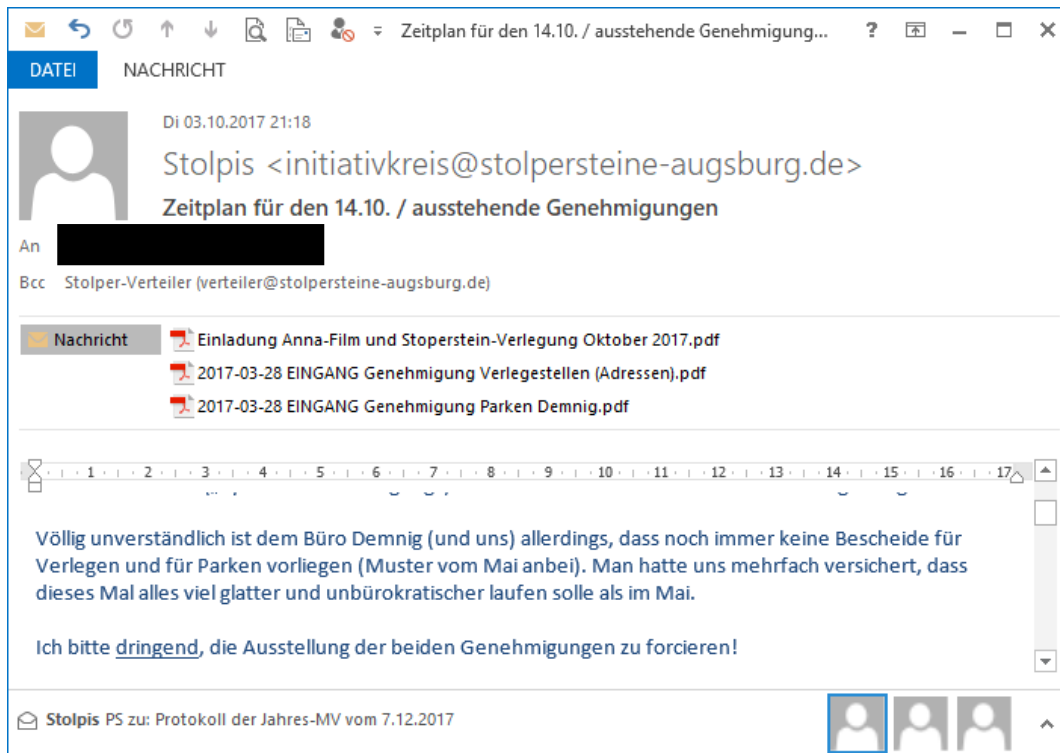 Zeitplan für den 14.10. / ausstehende Genehmigung... ?
DATEI NACHRICHT
Di 03.10.2017 21:18
Stolpis <initiativkreis@stolpersteine-augsburg.de>
Zeitplan für den 14.10. / ausstehende Genehmigungen
An
Bcc Stolper-Verteiler (verteiler@stolpersteine-augsburg.de)
Nachricht Einladung Anna-Film und Stoperstein-Verlegung Oktober 2017.pdf
2017-03-28 EINGANG Genehmigung Verlegestellen (Adressen).pdf
2017-03-28 EINGANG Genehmigung Parken Demnig.pdf
1 2 3 4 5 6 7 8 9 10 11 12 13 14 15 16 17
Völlig unverständlich ist dem Büro Demnig (und uns) allerdings, dass noch immer keine Bescheide für
Verlegen und für Parken vorliegen (Muster vom Mai anbei). Man hatte uns mehrfach versichert, dass
dieses Mal alles viel glatter und unbürokratischer laufen solle als im Mai.
Ich bitte dringend, die Ausstellung der beiden Genehmigungen zu forcieren!
Stolpis PS zu: Protokoll der Jahres-MV vom 7.12.2017